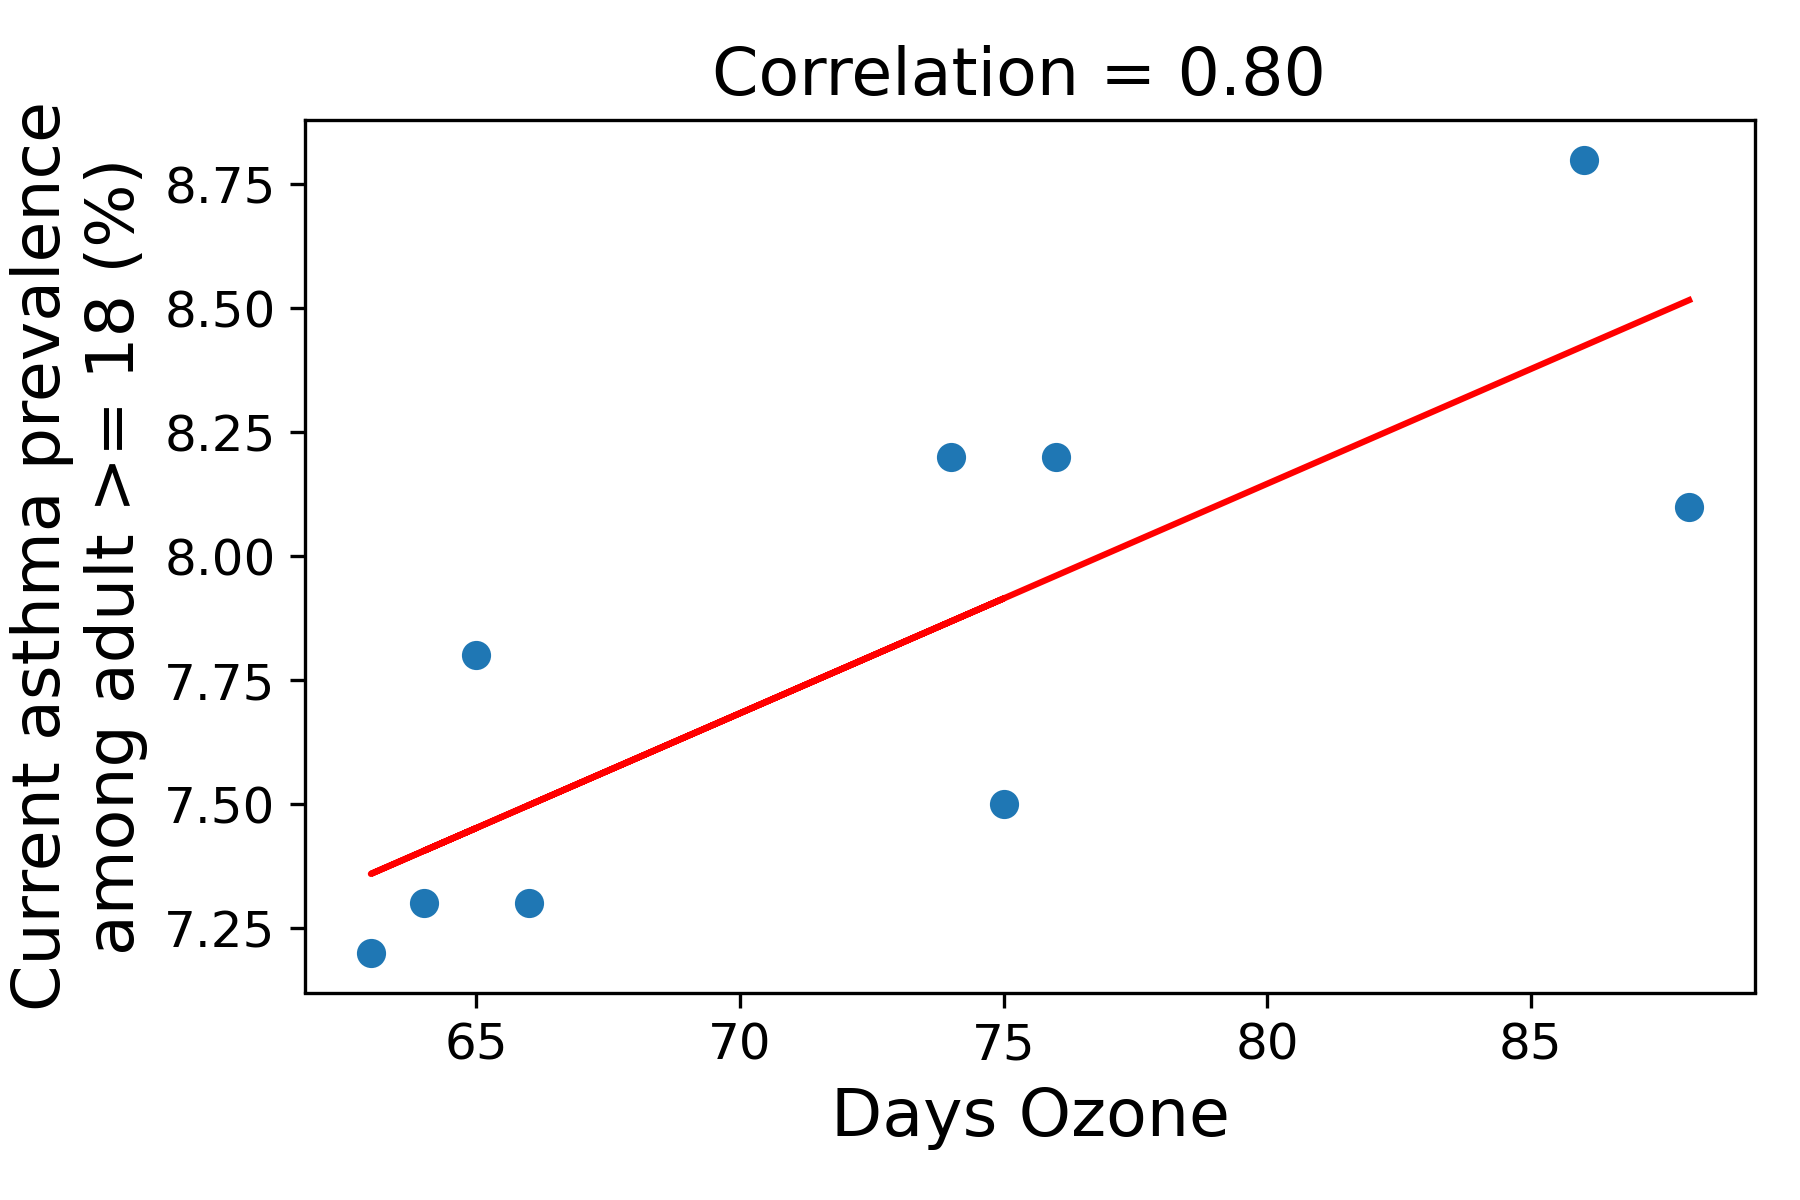 Correlation = 0.80
Current asthma prevalence
among adult >= 18 (%)
8.75
8.50
8.25
8.00
7.75
7.50
7.25
65 70 75 80 85
Days Ozone